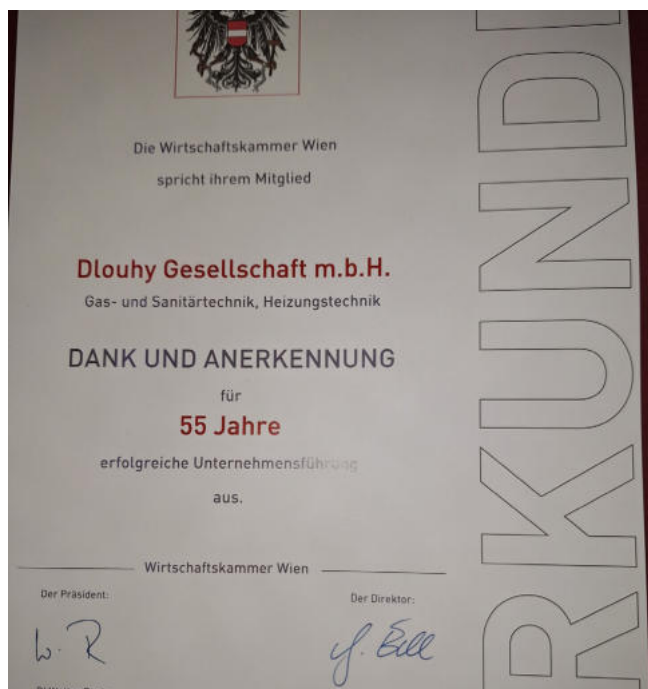 Die Wirtschaftskammer Wien
spricht ihrem Mitglied
Dlouhy Gesellschaft m.b.H.
Gas- und Sanitärtechnik, Heizungstechnik
DANK UND ANERKENNUNG
für
55 Jahre
erfolgreiche Unternehmensführung
aus.
Wirtschaftskammer Wien
Der Präsident:
Der Direktor:
RKUND